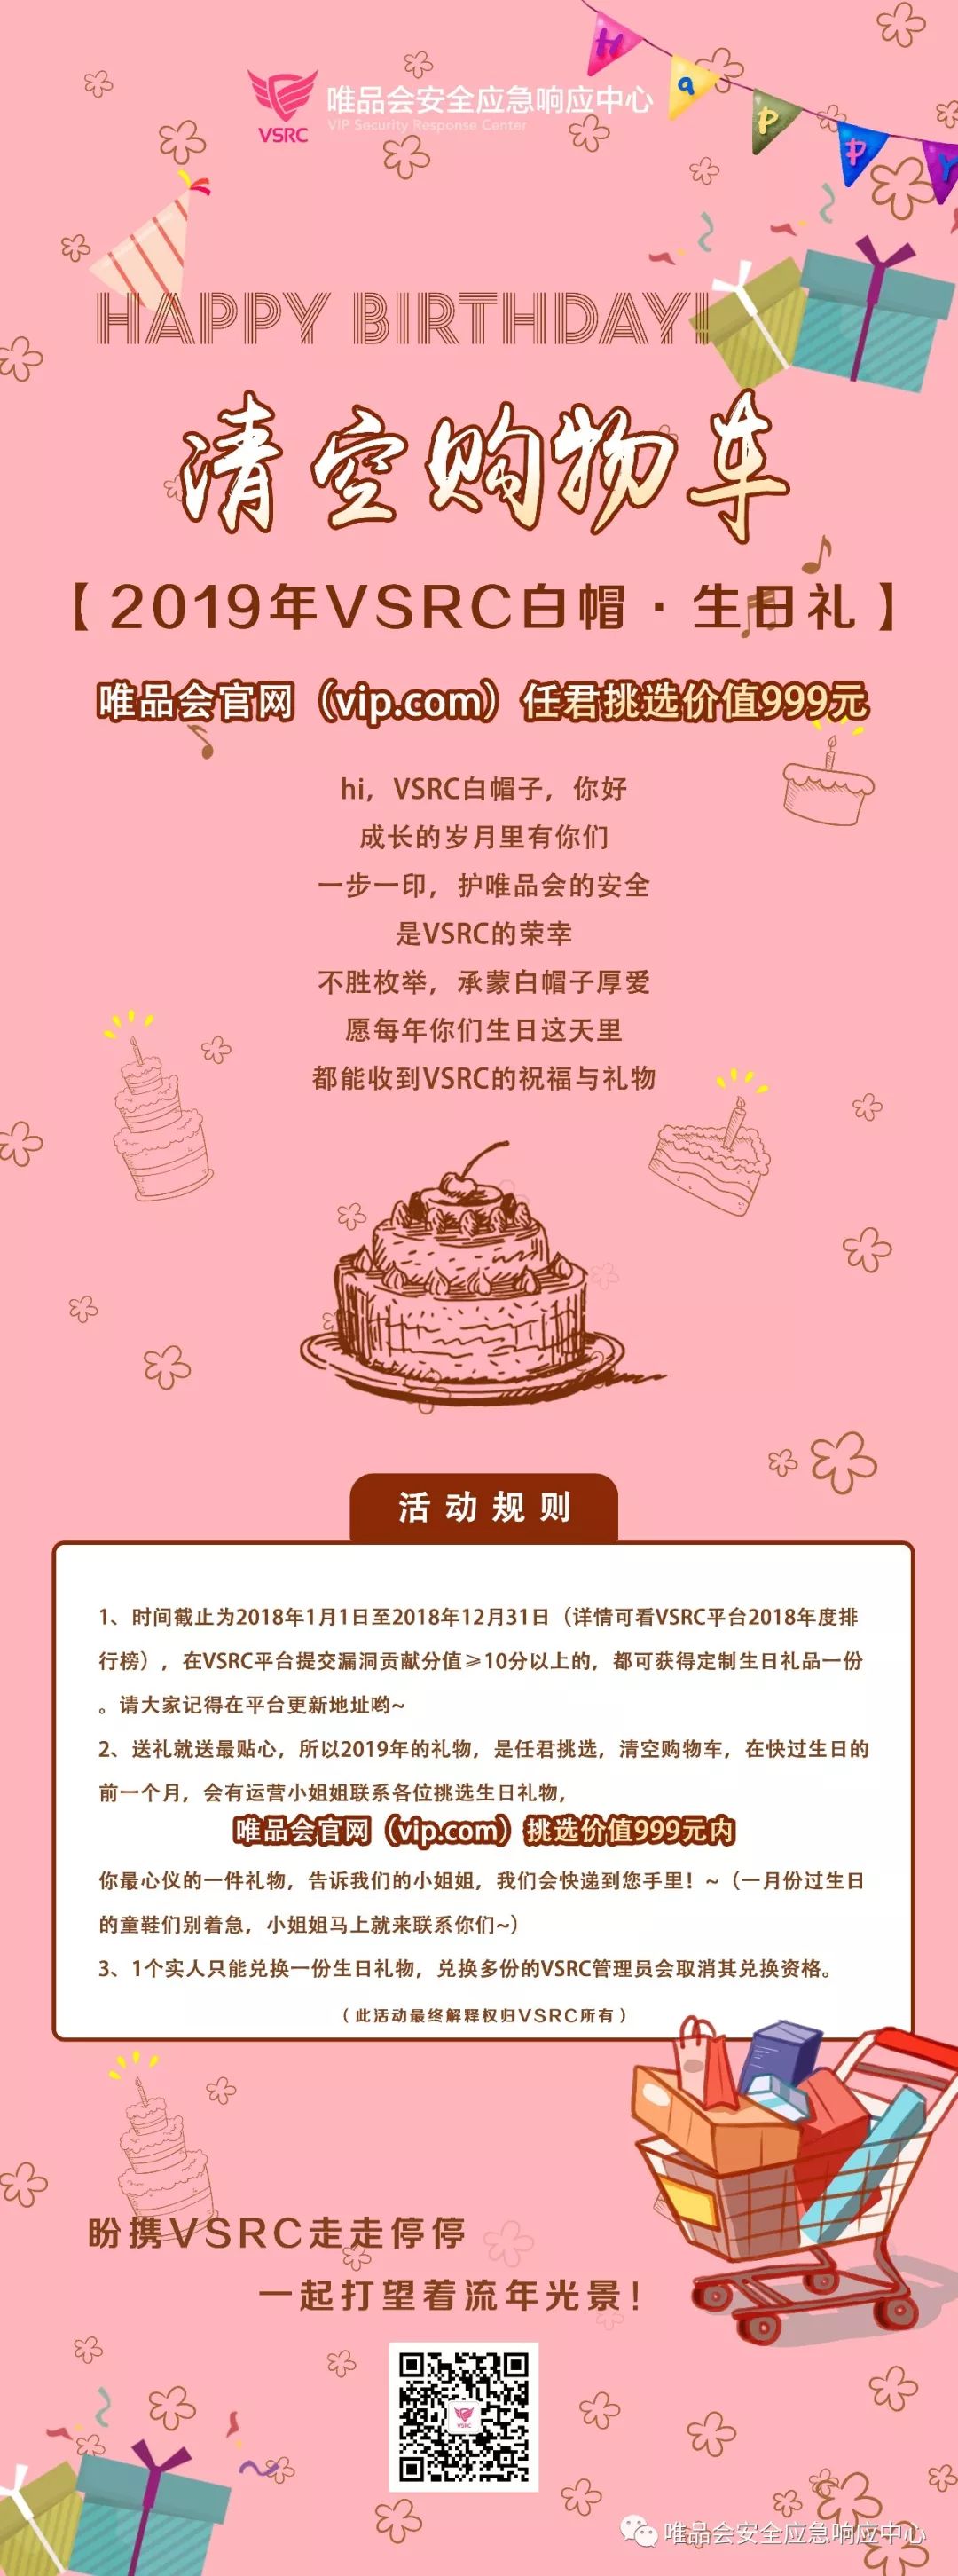 Happy
VSRC
唯品会安全应急响应中心
VIP Security Response Center
HAPPY BIRTHDAY!
清空购物车
【2019年VSRC白帽·生日礼】
唯品会官网（vip.com）任君挑选价值999元
hi，VSRC白帽子，你好
成长的岁月里有你们
一步一印，护唯品会的安全
是VSRC的荣幸
不胜枚举，承蒙白帽子厚爱
愿每年你们生日这天里
都能收到VSRC的祝福与礼物
活动规则
1、时间截止为2018年1月1日至2018年12月31日（详情可看VSRC平台2018年度排
行榜），在VSRC平台提交漏洞贡献分值≥10分以上的，都可获得定制生日礼品一份
。请大家记得在平台更新地址哟~
2、送礼就送最贴心，所以2019年的礼物，是任君挑选，清空购物车，在快过生日的
前一个月，会有运营小姐姐联系各位挑选生日礼物，
唯品会官网（vip.com）挑选价值999元内
你最心仪的一件礼物，告诉我们的小姐姐，我们会快递到您手里！~（一月份过生日
的童鞋们别着急，小姐姐马上就来联系你们~）
3、1个实人只能兑换一份生日礼物，兑换多份的VSRC管理员会取消其兑换资格。
（此活动最终解释权归VSRC所有）
盼携VSRC走走停停
一起打望着流年光景！
VSRC
唯品会安全应急响应中心